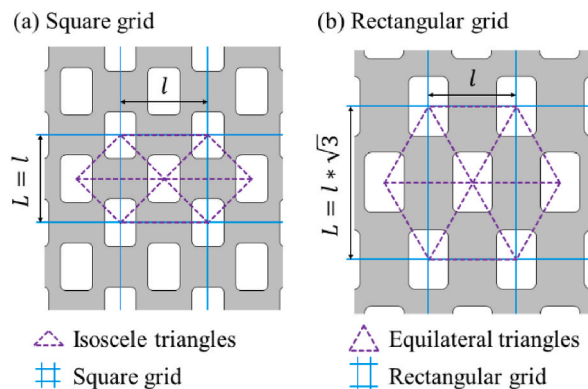 (a) Square grid
l
L = l
Isoscele triangles
Square grid
(b) Rectangular grid
l
L = l * √3
Equilateral triangles
Rectangular grid